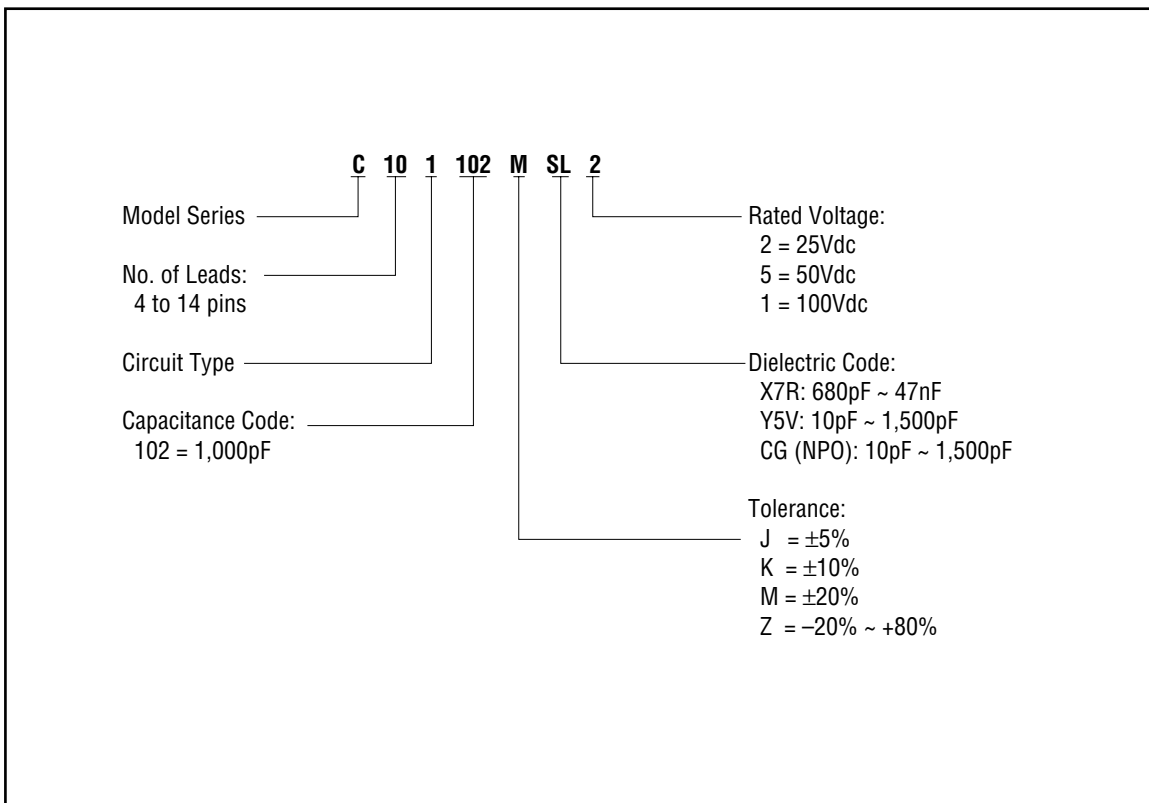 C 10 1 102 M SL 2
Model Series
No. of Leads:
4 to 14 pins
Circuit Type
Capacitance Code:
102 = 1,000pF
Rated Voltage:
2 = 25Vdc
5 = 50Vdc
1 = 100Vdc
Dielectric Code:
X7R: 680pF ~ 47nF
Y5V: 10pF ~ 1,500pF
CG (NPO): 10pF ~ 1,500pF
Tolerance:
J = ±5%
K = ±10%
M = ±20%
Z = –20% ~ +80%